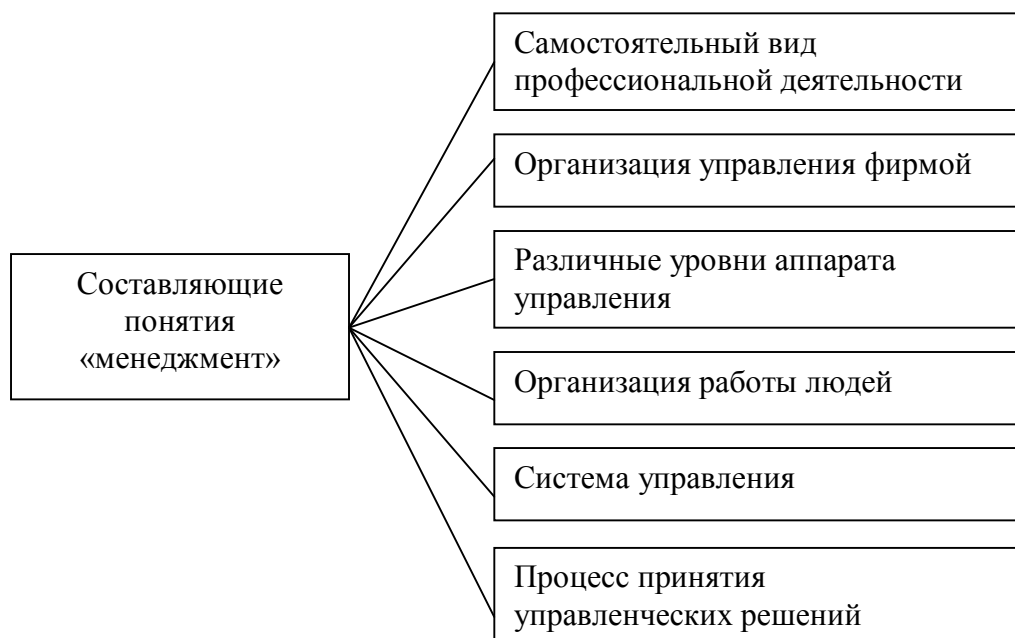 Составляющие
понятия
«менеджмент»
Самостоятельный вид
профессиональной деятельности
Организация управления фирмой
Различные уровни аппарата
управления
Организация работы людей
Система управления
Процесс принятия
управленческих решений